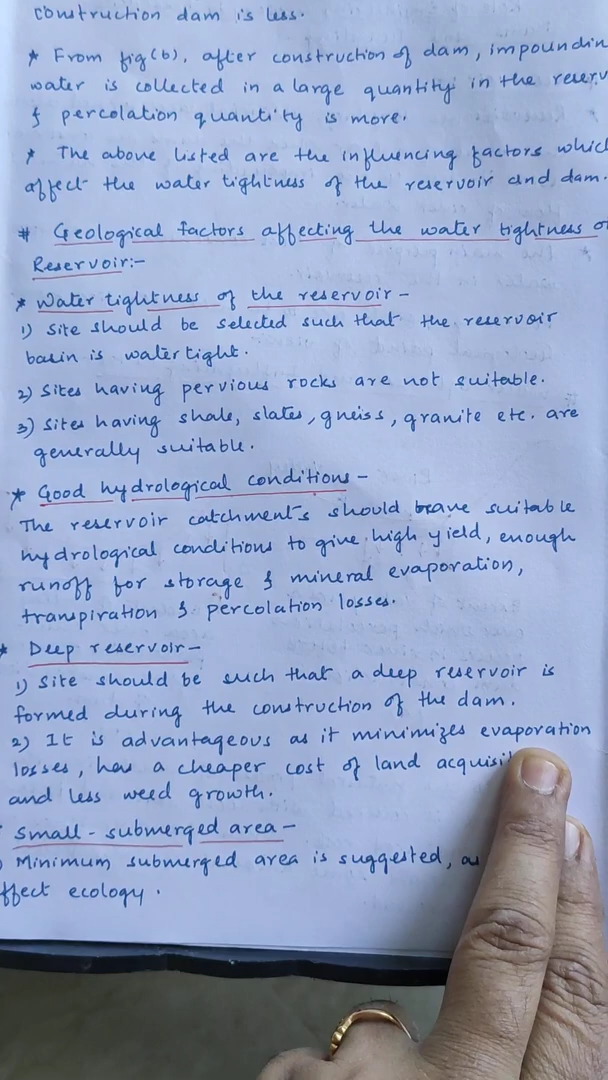 construction dam is less.
* From fig(b), after construction of dam, impoundin
water is collected in a large quantity in the reserv
& percolation quantity is more.
* The above listed are the influencing factors which
affect the water tightness of the reservoir and dam.
# Geological factors affecting the water tightness of
Reservoir:-
* Water tightness of the reservoir -
1) Site should be selected such that the reservoir
basin is water tight.
2) Sites having pervious rocks are not suitable.
3) Sites having shale, slates, gneiss, granite etc. are
generally suitable.
* Good hydrological conditions -
The reservoir catchments should have suitable
hydrological conditions to give high yield, enough
runoff for storage & mineral evaporation,
transpiration & percolation losses.
* Deep reservoir -
1) Site should be such that a deep reservoir is
formed during the construction of the dam.
2) It is advantageous as it minimizes evaporation
losses, has a cheaper cost of land acquisi
and less weed growth.
Small - submerged area -
) Minimum submerged area is suggested, as
ffect ecology.